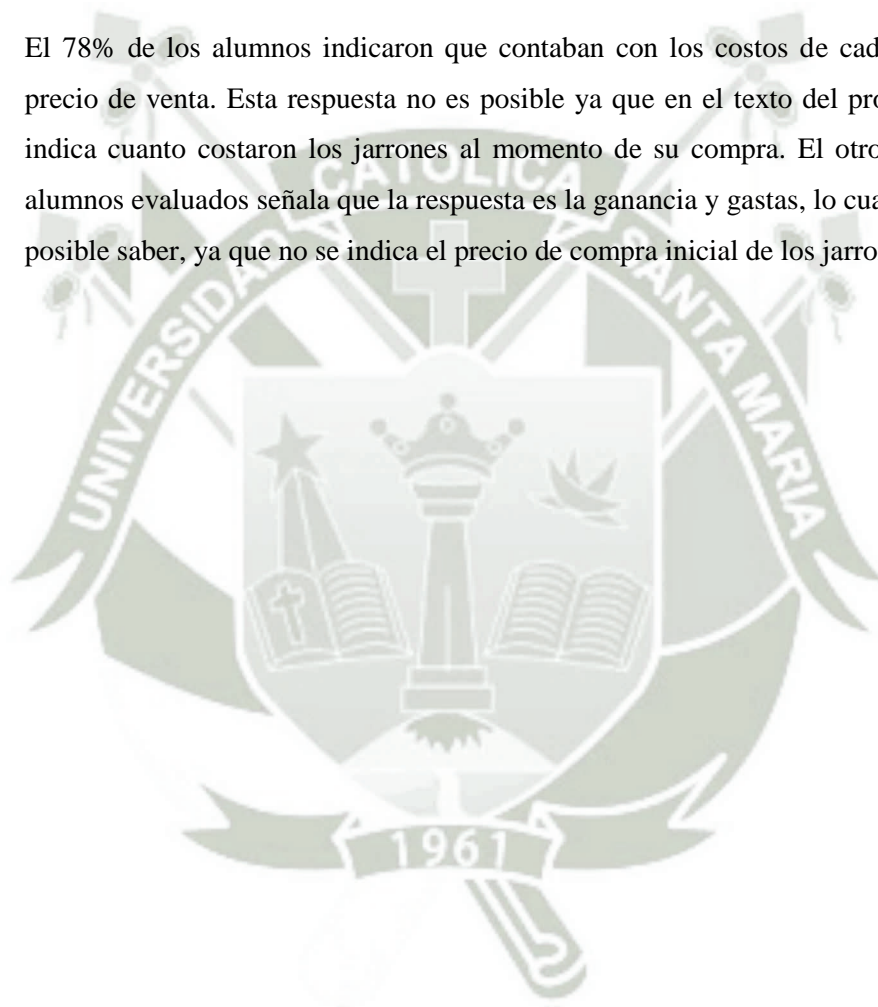 El 78% de los alumnos indicaron que contaban con los costos de cad
precio de venta. Esta respuesta no es posible ya que en el texto del pro
indica cuanto costaron los jarrones al momento de su compra. El otro
alumnos evaluados señala que la respuesta es la ganancia y gastas, lo cua
posible saber, ya que no se indica el precio de compra inicial de los jarro
UNIVERSIDAD CATOLICA SANTA MARIA
1961